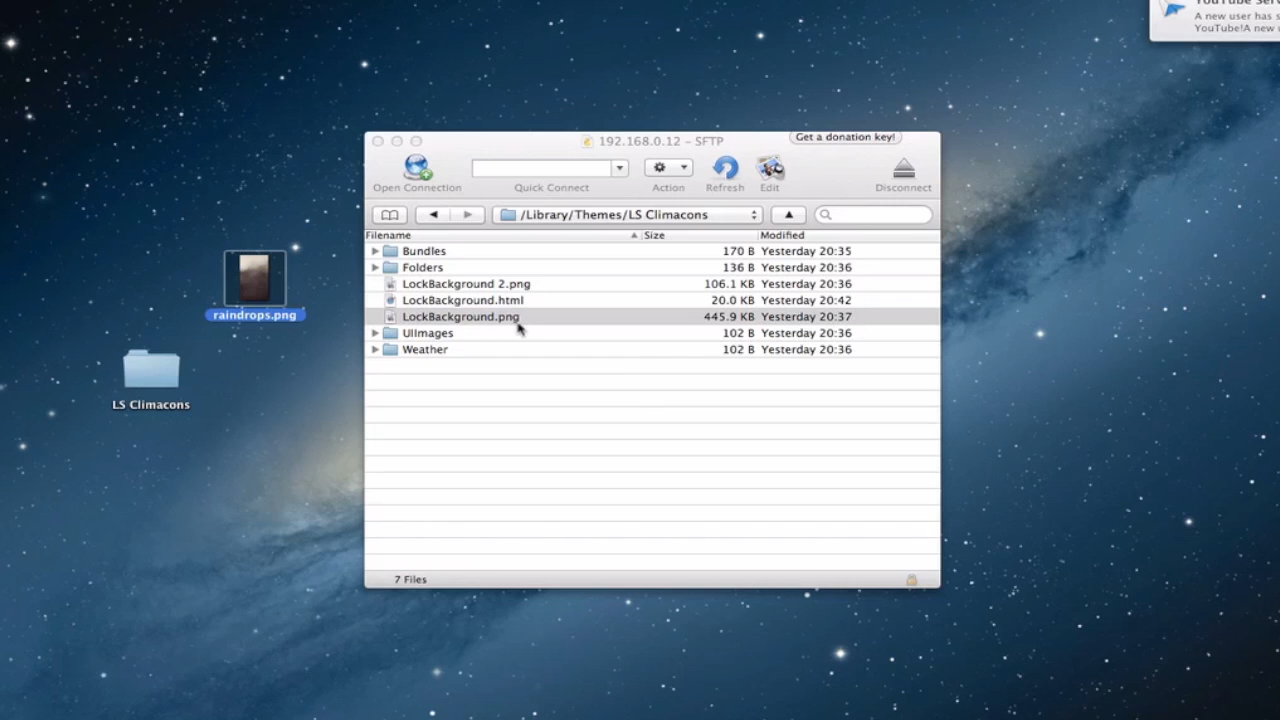 YouTube Serv
A new user has s
YouTube!A new u
192.168.0.12 – SFTP
Get a donation key!
Open Connection
Quick Connect
Action
Refresh
Edit
Disconnect
/Library/Themes/LS Climacons
Filename Size Modified
Bundles 170 B Yesterday 20:35
Folders 136 B Yesterday 20:36
LockBackground 2.png 106.1 KB Yesterday 20:36
LockBackground.html 20.0 KB Yesterday 20:42
LockBackground.png 445.9 KB Yesterday 20:37
UIImages 102 B Yesterday 20:36
Weather 102 B Yesterday 20:36
7 Files
raindrops.png
LS Climacons